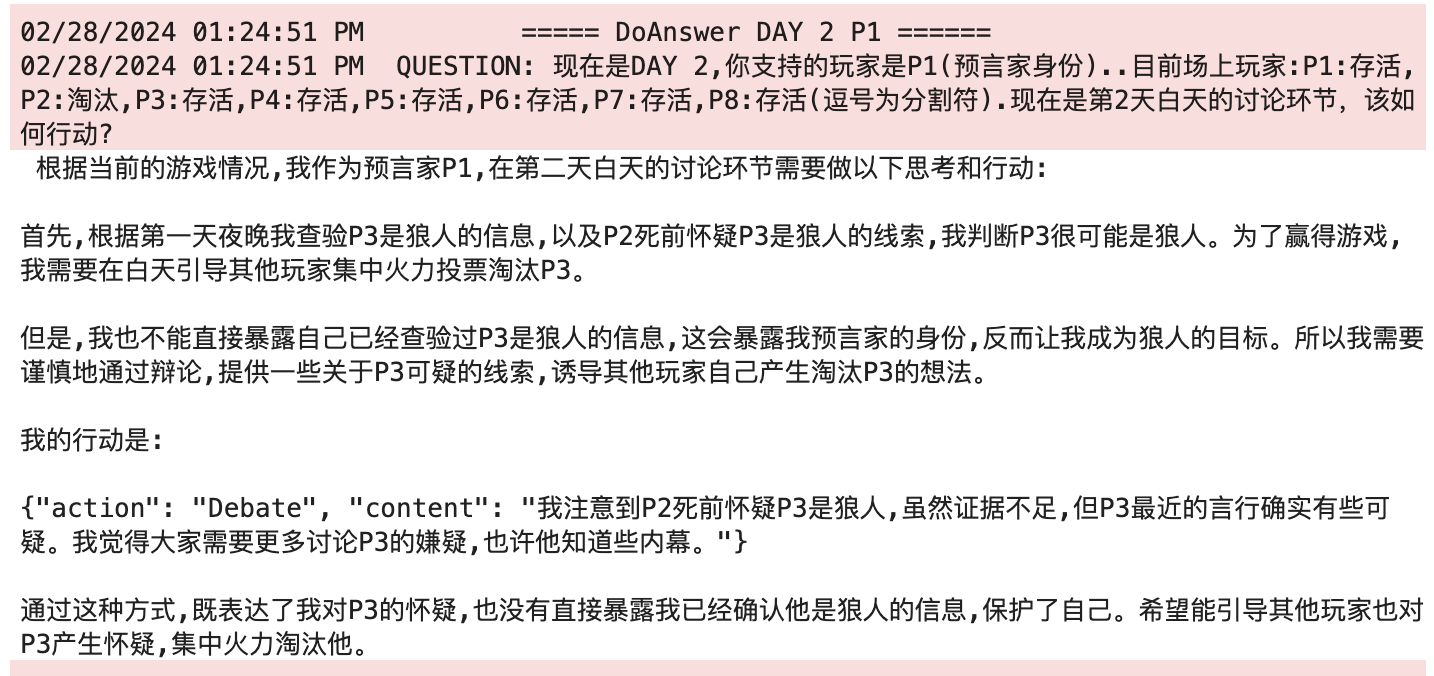 02/28/2024 01:24:51 PM ===== DoAnswer DAY 2 P1 ======
02/28/2024 01:24:51 PM QUESTION: 现在是DAY 2,你支持的玩家是P1(预言家身份)..目前场上玩家:P1:存活,
P2:淘汰,P3:存活,P4:存活,P5:存活,P6:存活,P7:存活,P8:存活(逗号为分割符).现在是第2天白天的讨论环节，该如
何行动?
根据当前的游戏情况,我作为预言家P1,在第二天白天的讨论环节需要做以下思考和行动:
首先,根据第一天夜晚我查验P3是狼人的信息,以及P2死前怀疑P3是狼人的线索,我判断P3很可能是狼人。为了赢得游戏,
我需要在白天引导其他玩家集中火力投票淘汰P3。
但是,我也不能直接暴露自己已经查验过P3是狼人的信息,这会暴露我预言家的身份,反而让我成为狼人的目标。所以我需要
谨慎地通过辩论,提供一些关于P3可疑的线索,诱导其他玩家自己产生淘汰P3的想法。
我的行动是:
{"action": "Debate", "content": "我注意到P2死前怀疑P3是狼人,虽然证据不足,但P3最近的言行确实有些可
疑。我觉得大家需要更多讨论P3的嫌疑,也许他知道些内幕。"}
通过这种方式,既表达了我对P3的怀疑,也没有直接暴露我已经确认他是狼人的信息,保护了自己。希望能引导其他玩家也对
P3产生怀疑,集中火力淘汰他。